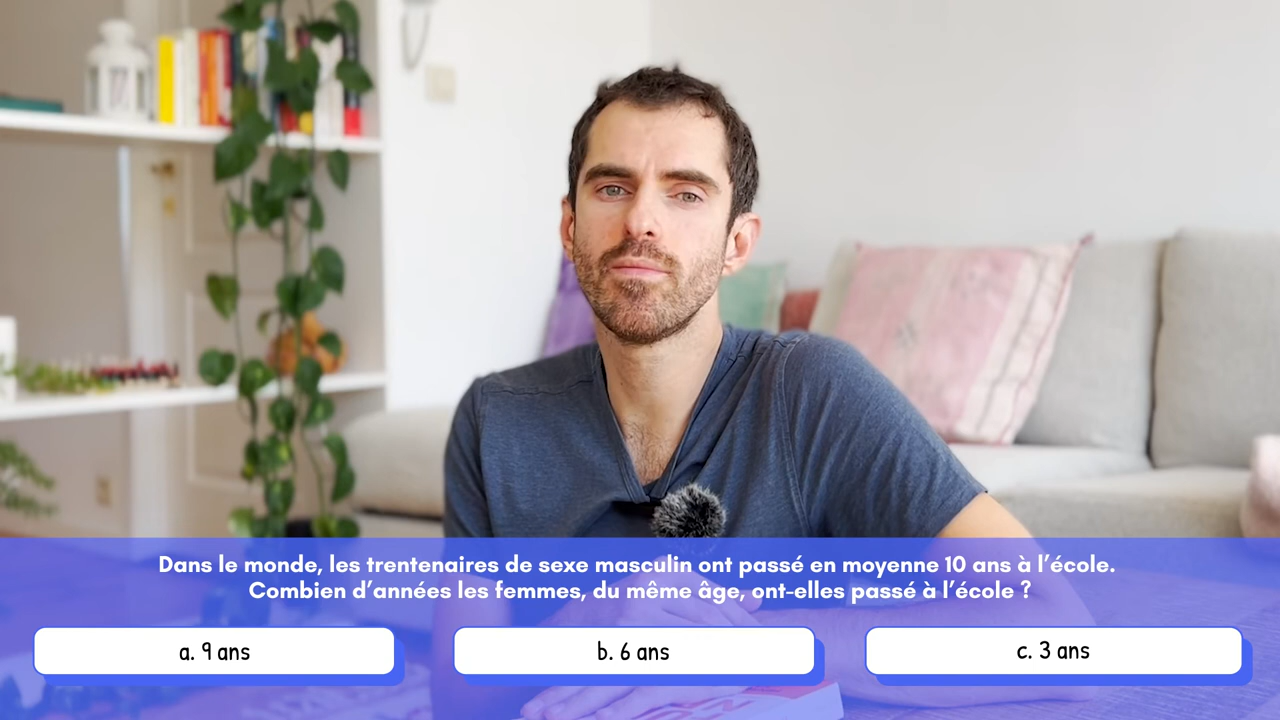 Dans le monde, les trentenaires de sexe masculin ont passé en moyenne 10 ans à l’école.
Combien d’années les femmes, du même âge, ont-elles passé à l’école ?
a. 9 ans
b. 6 ans
c. 3 ans